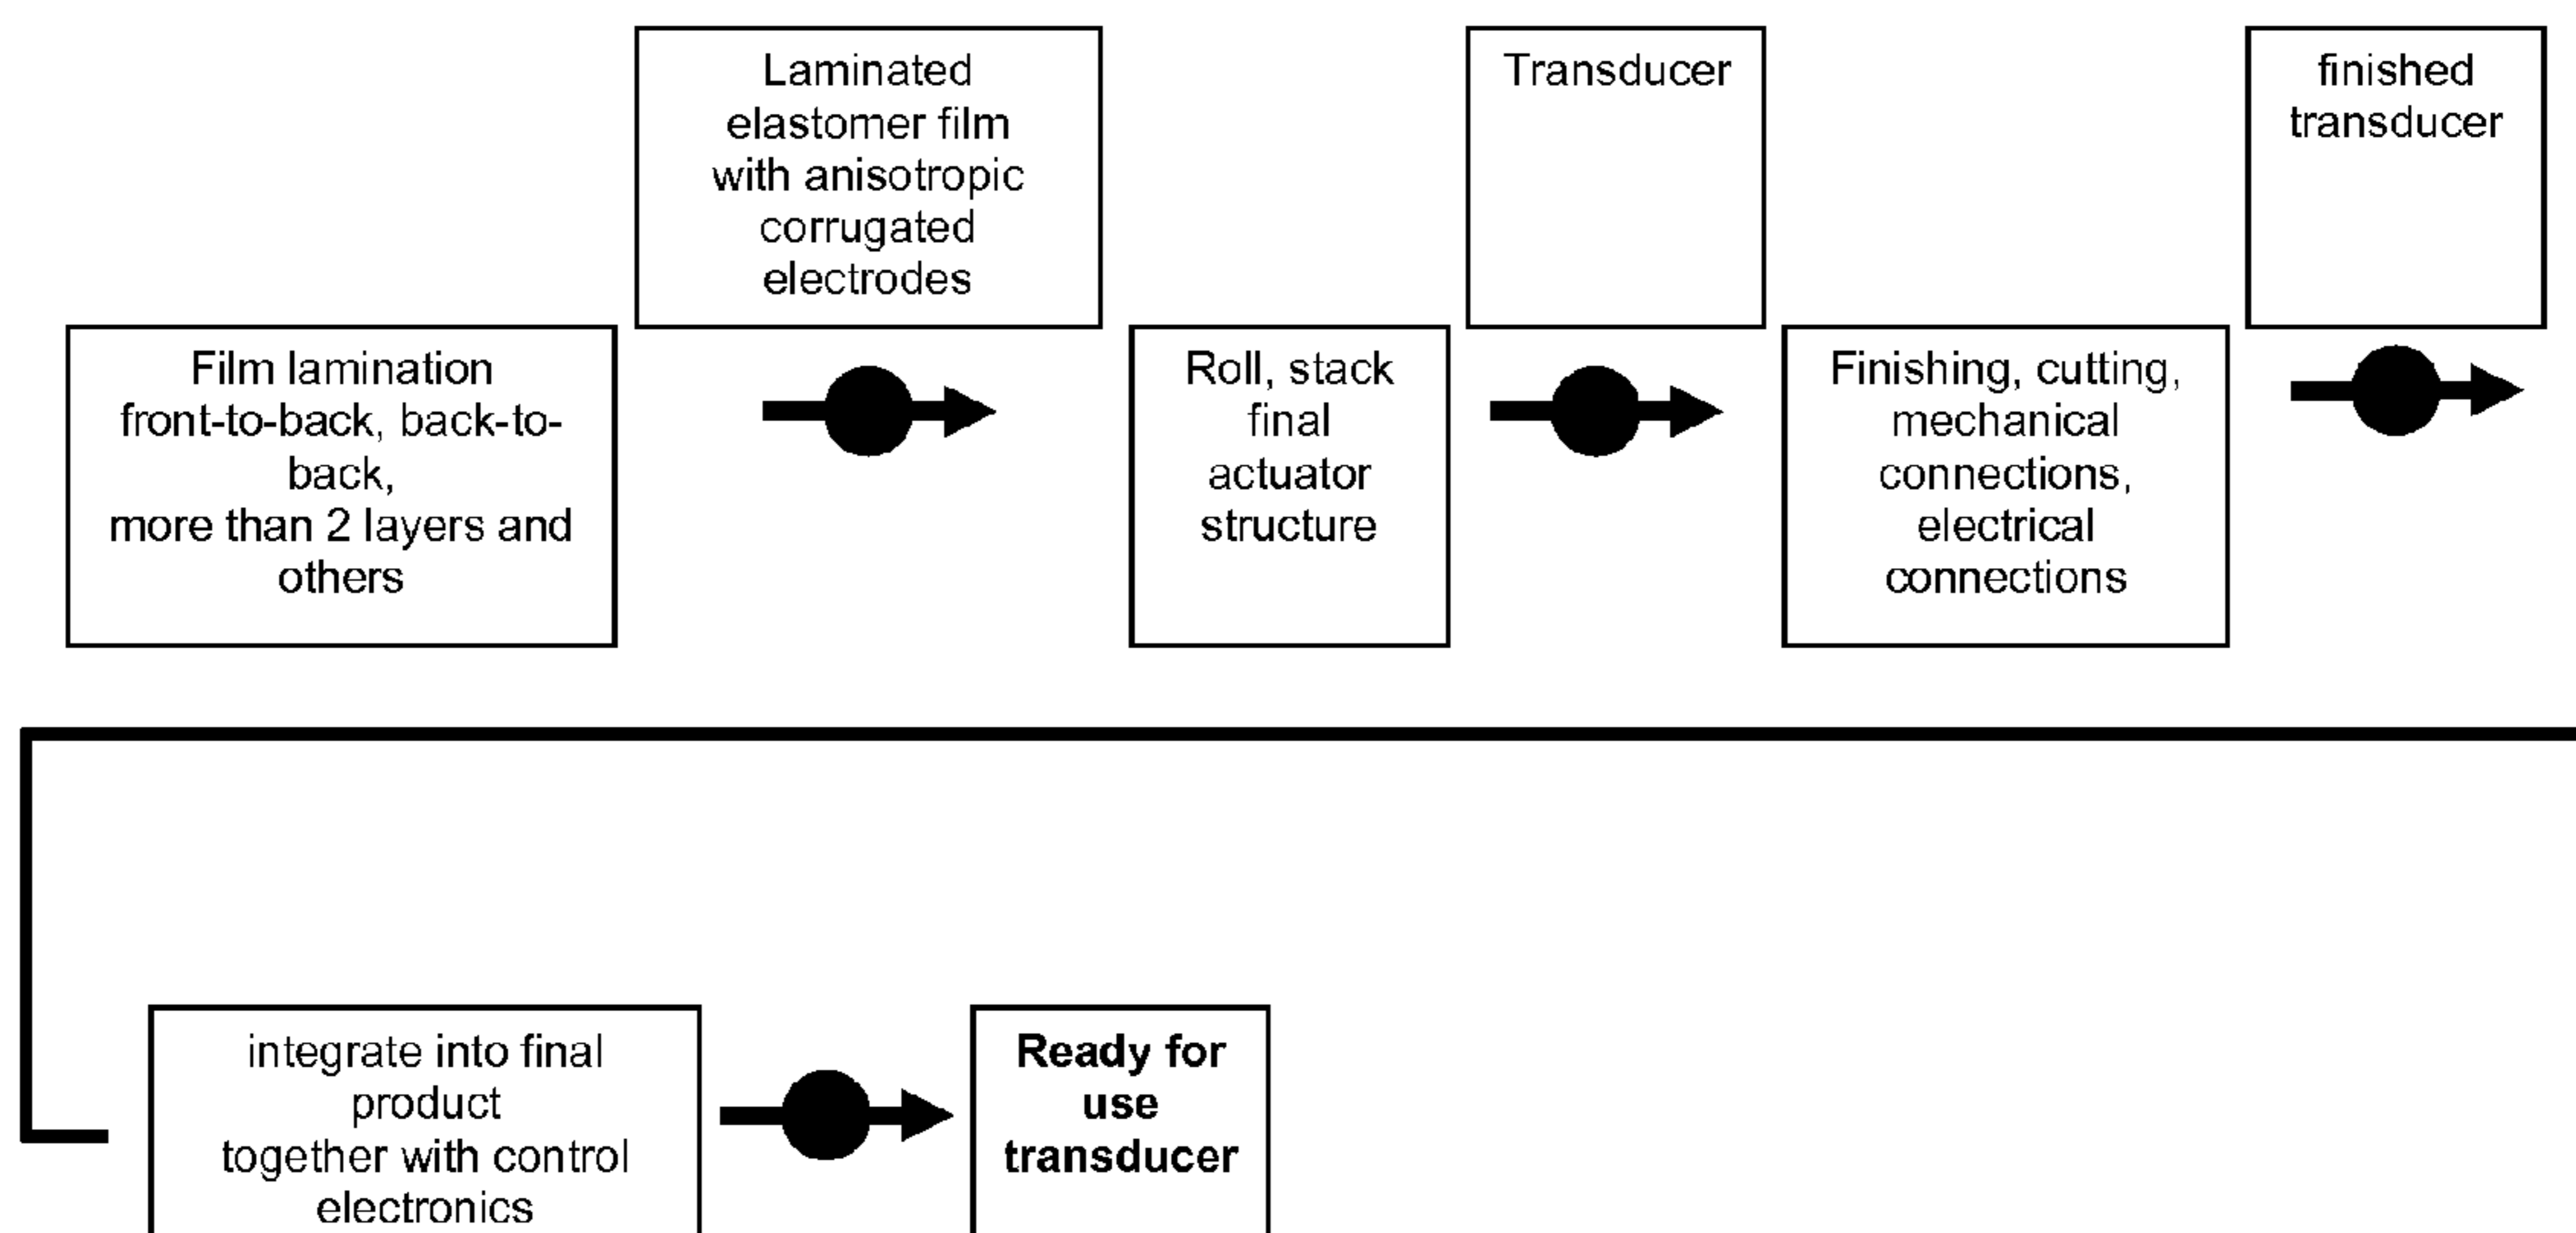 Laminated
elastomer film
with anisotropic
corrugated
electrodes
Transducer
finished
transducer
Film lamination
front-to-back, back-to-
back,
more than 2 layers and
others
Roll, stack
final
actuator
structure
Finishing, cutting,
mechanical
connections,
electrical
connections
integrate into final
product
together with control
electronics
Ready for
use
transducer